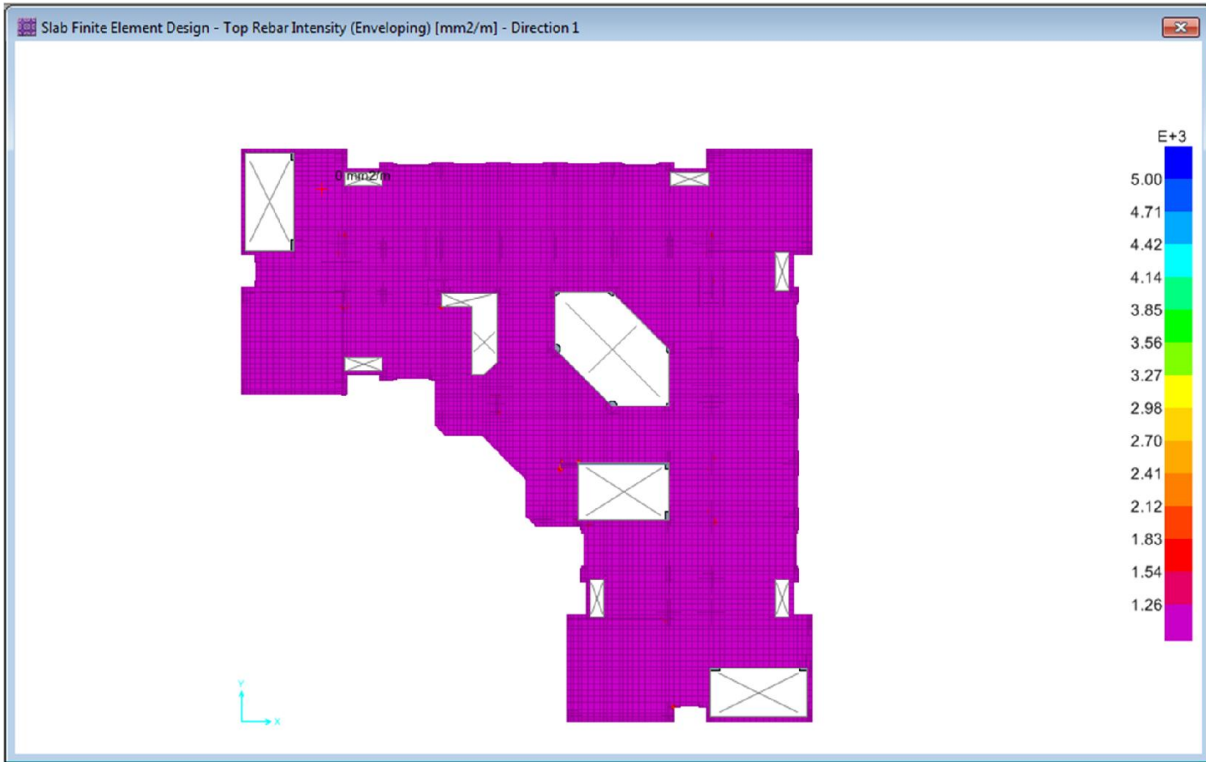 Slab Finite Element Design - Top Rebar Intensity (Enveloping) [mm2/m] - Direction 1
E+3
0 mm2/m
5.00
4.71
4.42
4.14
3.85
3.56
3.27
2.98
2.70
2.41
2.12
1.83
1.54
1.26
Y
X